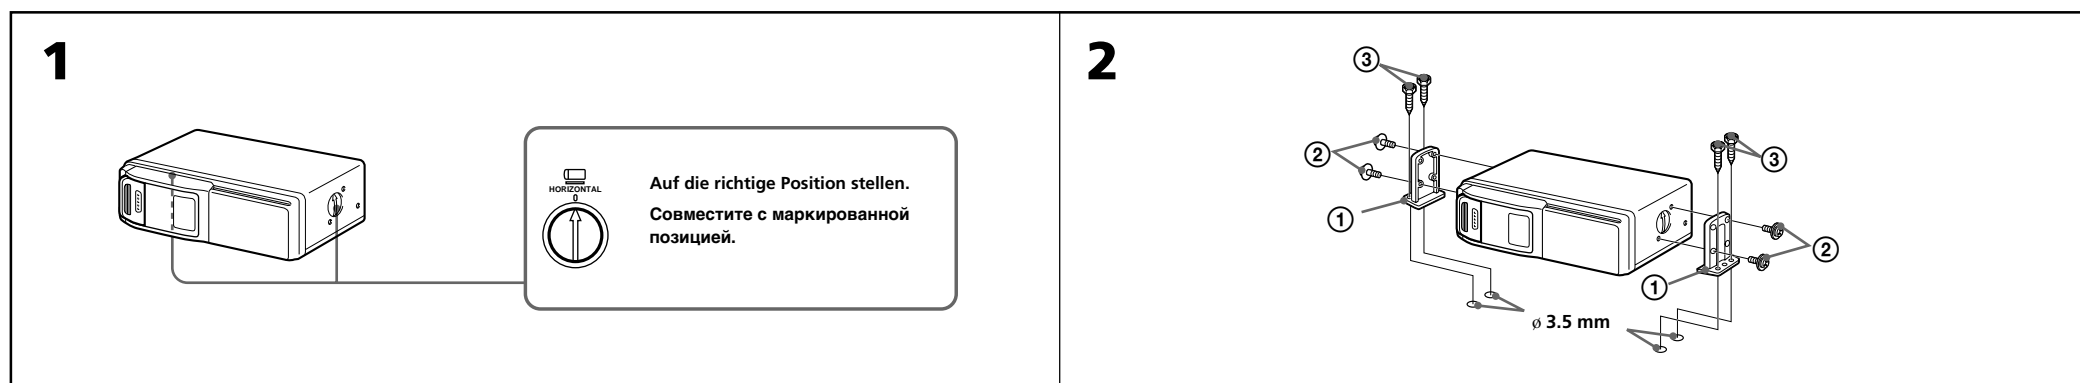 1
HORIZONTAL
0
Auf die richtige Position stellen.
Совместите с маркированной
позицией.
2
③
②
①
③
②
①
ø 3.5 mm